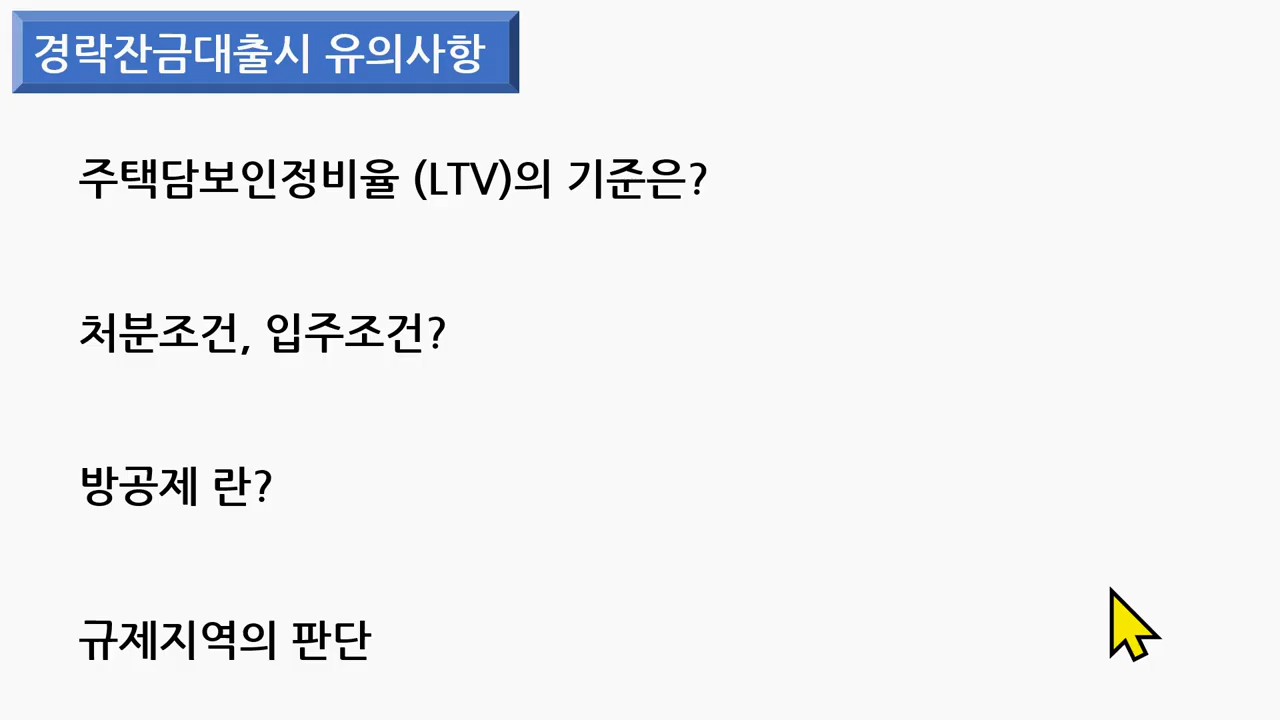 경락잔금대출시 유의사항
주택담보인정비율 (LTV)의 기준은?
처분조건, 입주조건?
방공제 란?
규제지역의 판단